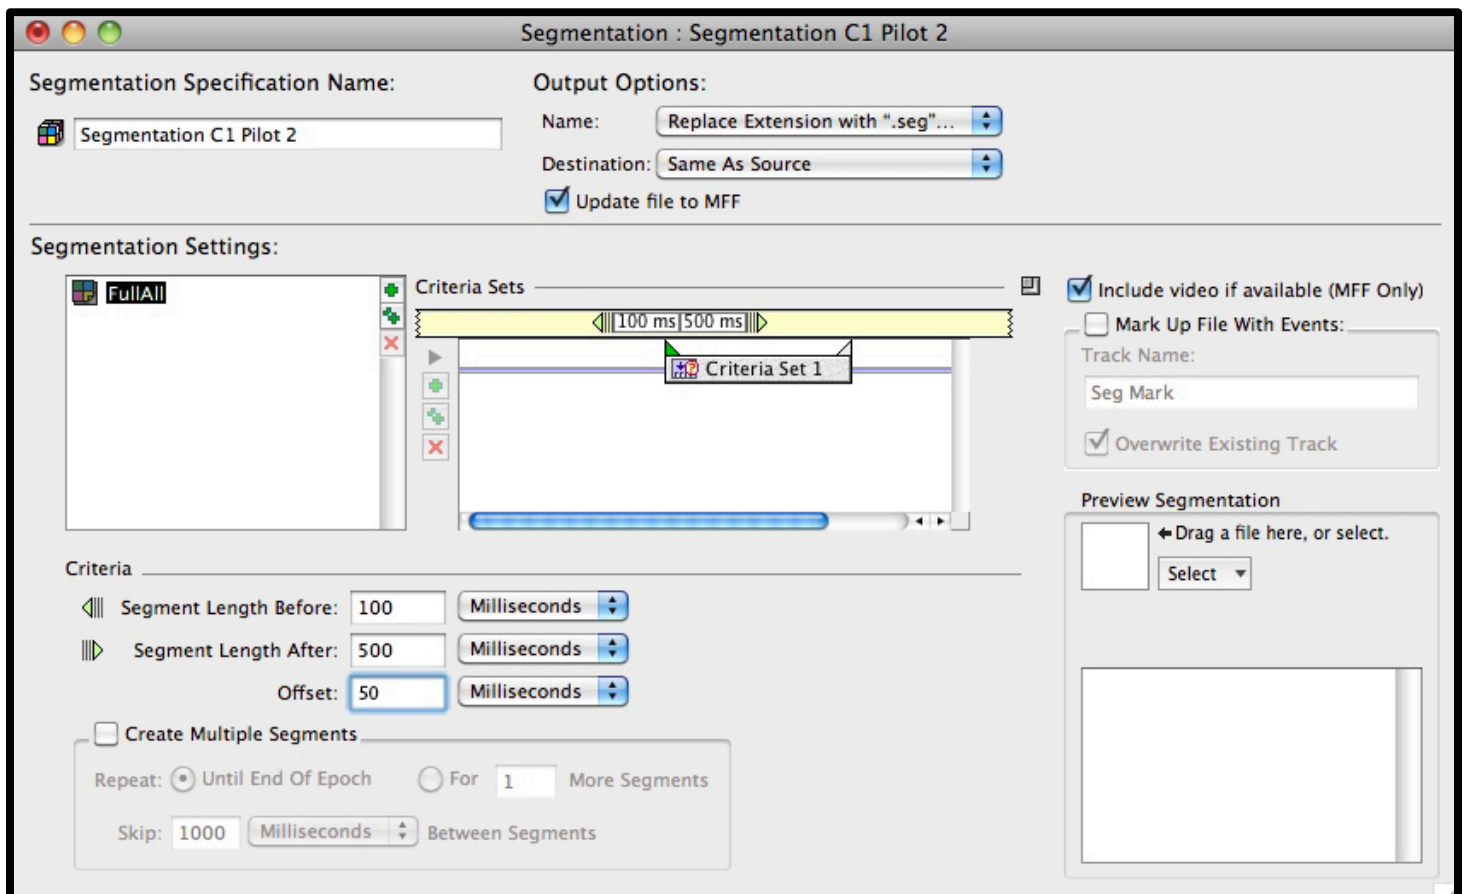 Segmentation : Segmentation C1 Pilot 2
Segmentation Specification Name:
Segmentation C1 Pilot 2
Output Options:
Name: Replace Extension with “.seg”...
Destination: Same As Source
Update file to MFF
Segmentation Settings:
FullAll
Criteria Sets
100 ms 500 ms
Criteria Set 1
Include video if available (MFF Only)
Mark Up File With Events:
Track Name:
Seg Mark
Overwrite Existing Track
Preview Segmentation
Drag a file here, or select.
Select
Criteria
Segment Length Before: 100 Milliseconds
Segment Length After: 500 Milliseconds
Offset: 50 Milliseconds
Create Multiple Segments
Repeat: Until End Of Epoch For 1 More Segments
Skip: 1000 Milliseconds Between Segments